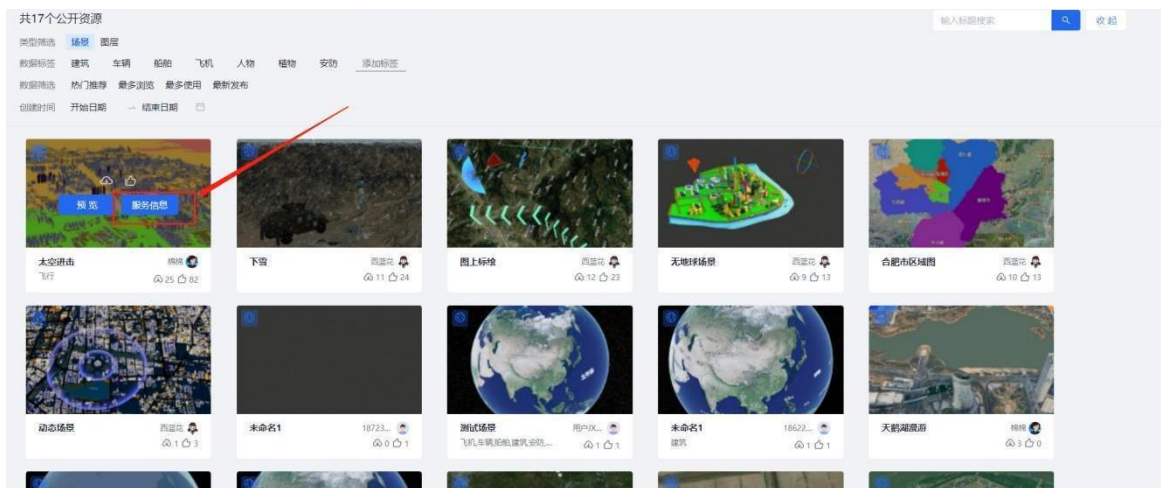 共17个公开资源
输入标题搜索
收起
类型筛选 场景 图层
数据标签 建筑 车辆 船舶 飞机 人物 植物 安防 添加标签
数据筛选 热门推荐 最多浏览 最多使用 最新发布
创建时间 开始日期 → 结束日期
预览 服务信息
太空进击 棉棉
飞行 25 82
下雪 西蓝花
11 24
图上标绘 西蓝花
12 23
无地球场景 西蓝花
9 13
合肥市区域图 西蓝花
10 13
动态场景 西蓝花
1 3
未命名1 18723...
0 1
测试场景 用户JX...
飞机,车辆,船舶,建筑,安防,... 1 1
未命名1 18622...
建筑 1 1
天鹅湖漫游 棉棉
3 0